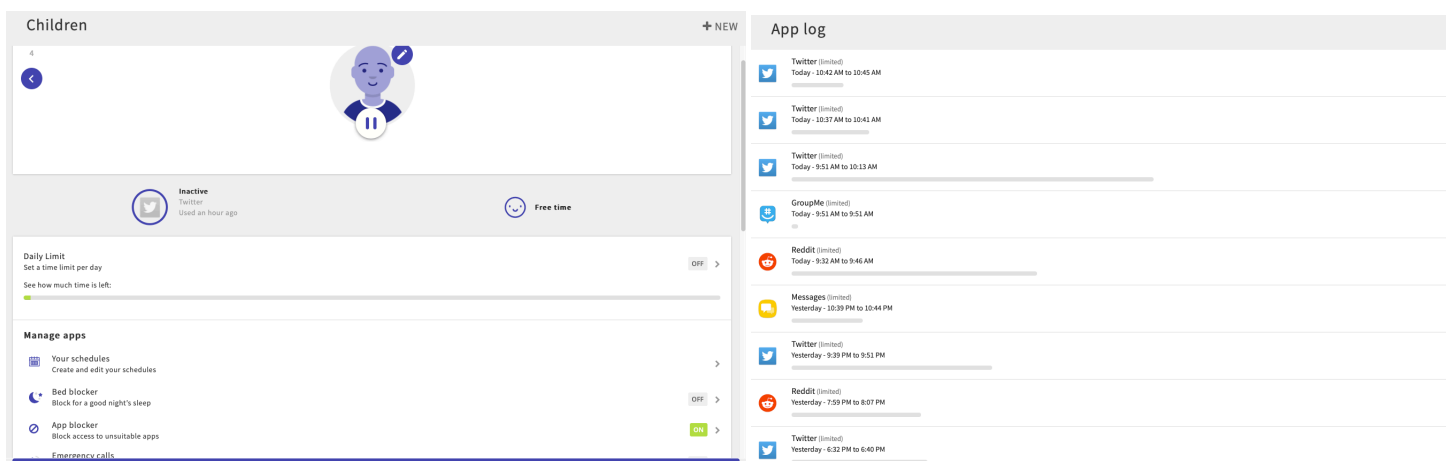 Children
+ NEW
4
Inactive
Twitter
Used an hour ago
Free time
Daily Limit
Set a time limit per day
OFF
See how much time is left:
Manage apps
Your schedules
Create and edit your schedules
Bed blocker
Block for a good night's sleep
OFF
App blocker
Block access to unsuitable apps
ON
Emergency calls
App log
Twitter (limited)
Today - 10:42 AM to 10:45 AM
Twitter (limited)
Today - 10:37 AM to 10:41 AM
Twitter (limited)
Today - 9:51 AM to 10:13 AM
GroupMe (limited)
Today - 9:51 AM to 9:51 AM
Reddit (limited)
Today - 9:32 AM to 9:46 AM
Messages (limited)
Yesterday - 10:39 PM to 10:44 PM
Twitter (limited)
Yesterday - 9:39 PM to 9:51 PM
Reddit (limited)
Yesterday - 7:59 PM to 8:07 PM
Twitter (limited)
Yesterday - 6:32 PM to 6:40 PM